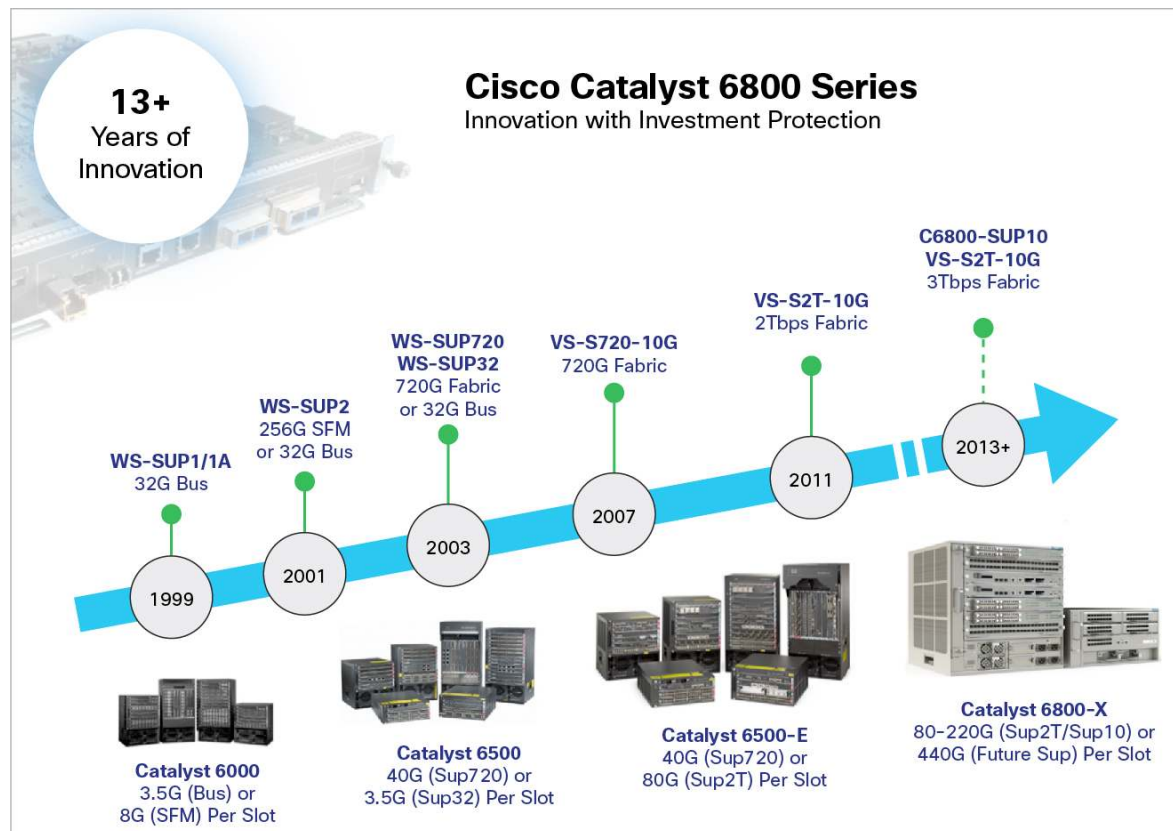 13+
Years of
Innovation
Cisco Catalyst 6800 Series
Innovation with Investment Protection
WS-SUP1/1A
32G Bus
WS-SUP2
256G SFM
or 32G Bus
WS-SUP720
WS-SUP32
720G Fabric
or 32G Bus
VS-S720-10G
720G Fabric
VS-S2T-10G
2Tbps Fabric
C6800-SUP10
VS-S2T-10G
3Tbps Fabric
1999
2001
2003
2007
2011
2013+
Catalyst 6000
3.5G (Bus) or
8G (SFM) Per Slot
Catalyst 6500
40G (Sup720) or
3.5G (Sup32) Per Slot
Catalyst 6500-E
40G (Sup720) or
80G (Sup2T) Per Slot
Catalyst 6800-X
80-220G (Sup2T/Sup10) or
440G (Future Sup) Per Slot